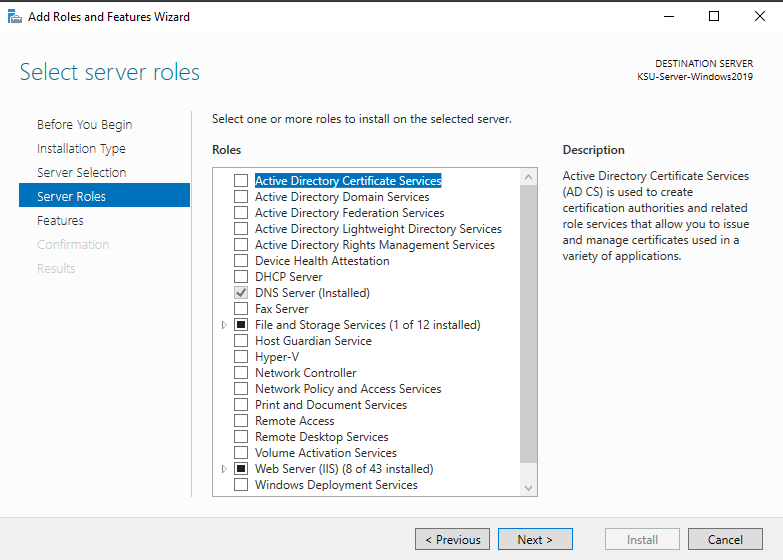 Add Roles and Features Wizard
Select server roles
DESTINATION SERVER
KSU-Server-Windows2019
Before You Begin
Installation Type
Server Selection
Server Roles
Features
Confirmation
Results
Select one or more roles to install on the selected server.
Roles
Active Directory Certificate Services
Active Directory Domain Services
Active Directory Federation Services
Active Directory Lightweight Directory Services
Active Directory Rights Management Services
Device Health Attestation
DHCP Server
DNS Server (Installed)
Fax Server
File and Storage Services (1 of 12 installed)
Host Guardian Service
Hyper-V
Network Controller
Network Policy and Access Services
Print and Document Services
Remote Access
Remote Desktop Services
Volume Activation Services
Web Server (IIS) (8 of 43 installed)
Windows Deployment Services
Description
Active Directory Certificate Services
(AD CS) is used to create
certification authorities and related
role services that allow you to issue
and manage certificates used in a
variety of applications.
< Previous
Next >
Install
Cancel